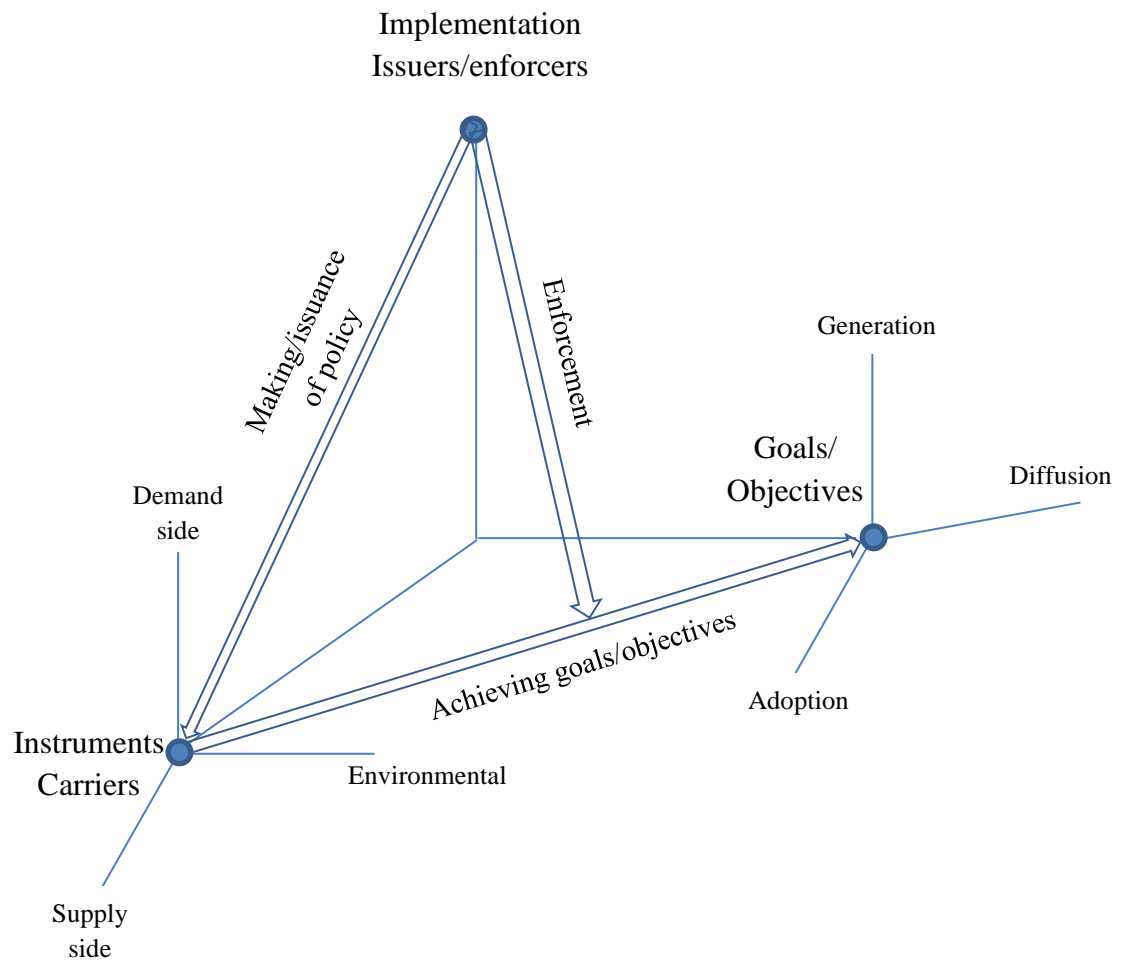 Implementation
Issuers/enforcers
Making/issuance
of policy
Enforcement
Generation
Goals/
Objectives
Diffusion
Demand
side
Achieving goals/objectives
Adoption
Instruments
Carriers
Environmental
Supply
side